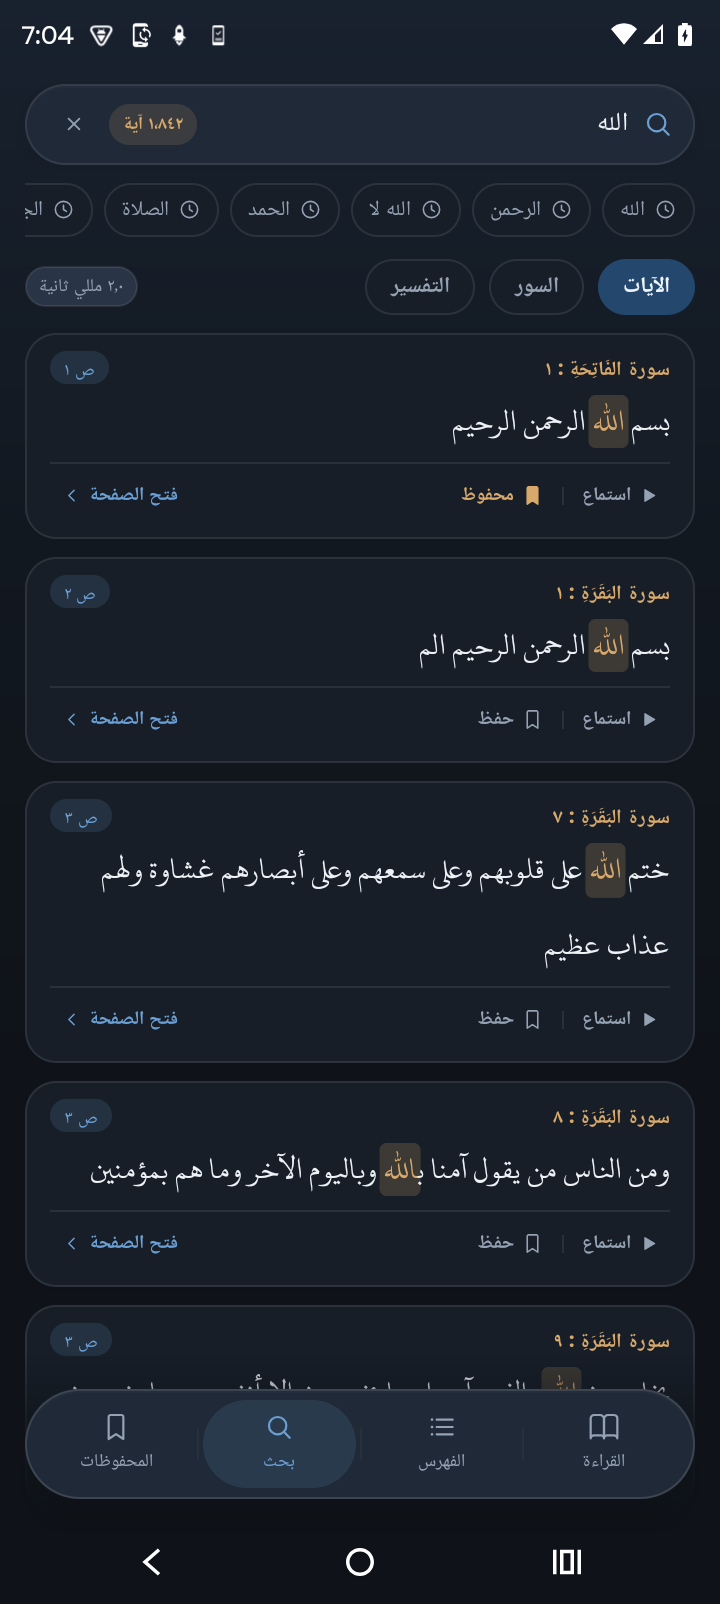 7:04
الله
١،٨٤٢ آية
الله
الرحمن
الله لا
الحمد
الصلاة
الآيات
السور
التفسير
٢,٠ مللي ثانية
سورة الفَاتِحَةِ : ١
ص ١
بسم الله الرحمن الرحيم
استماع
محفوظ
فتح الصفحة
سورة البَقَرَةِ : ١
ص ٢
بسم الله الرحمن الرحيم الم
استماع
حفظ
فتح الصفحة
سورة البَقَرَةِ : ٧
ص ٣
ختم الله على قلوبهم وعلى سمعهم وعلى أبصارهم غشاوة ولهم
عذاب عظيم
استماع
حفظ
فتح الصفحة
سورة البَقَرَةِ : ٨
ص ٣
ومن الناس من يقول آمنا بالله وباليوم الآخر وما هم بمؤمنين
استماع
حفظ
فتح الصفحة
سورة البَقَرَةِ : ٩
ص ٣
القراءة
الفهرس
بحث
المحفوظات